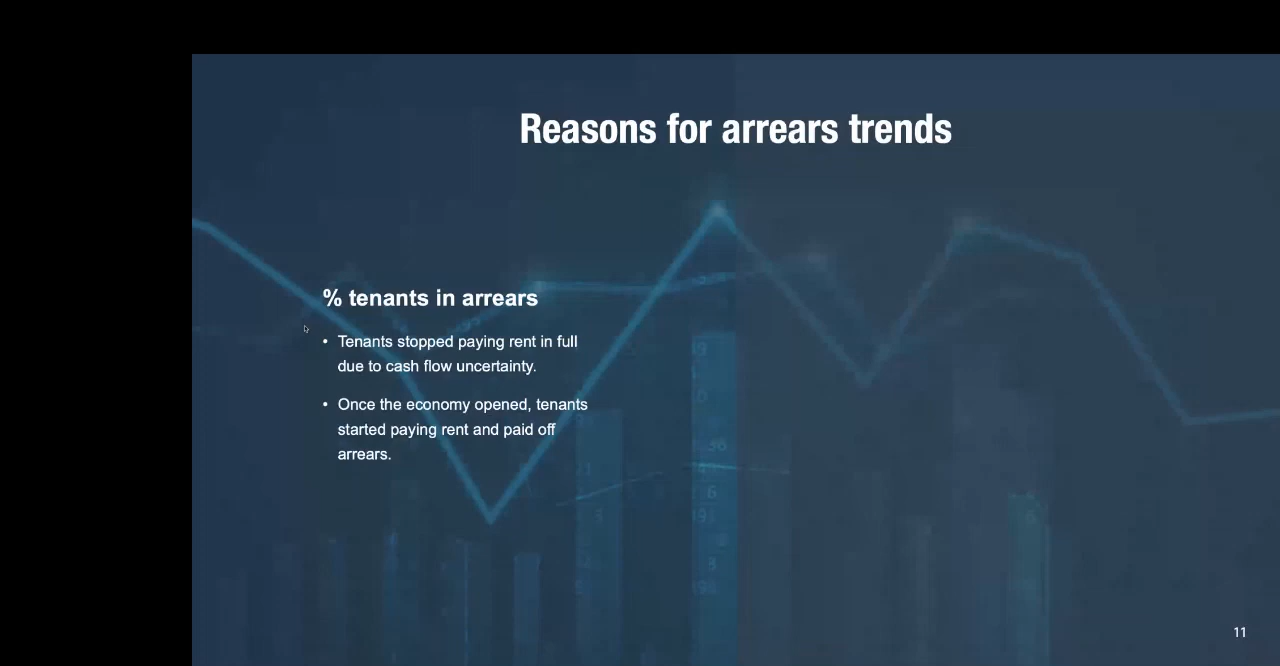 Reasons for arrears trends
% tenants in arrears
• Tenants stopped paying rent in full
due to cash flow uncertainty.
• Once the economy opened, tenants
started paying rent and paid off
arrears.
11